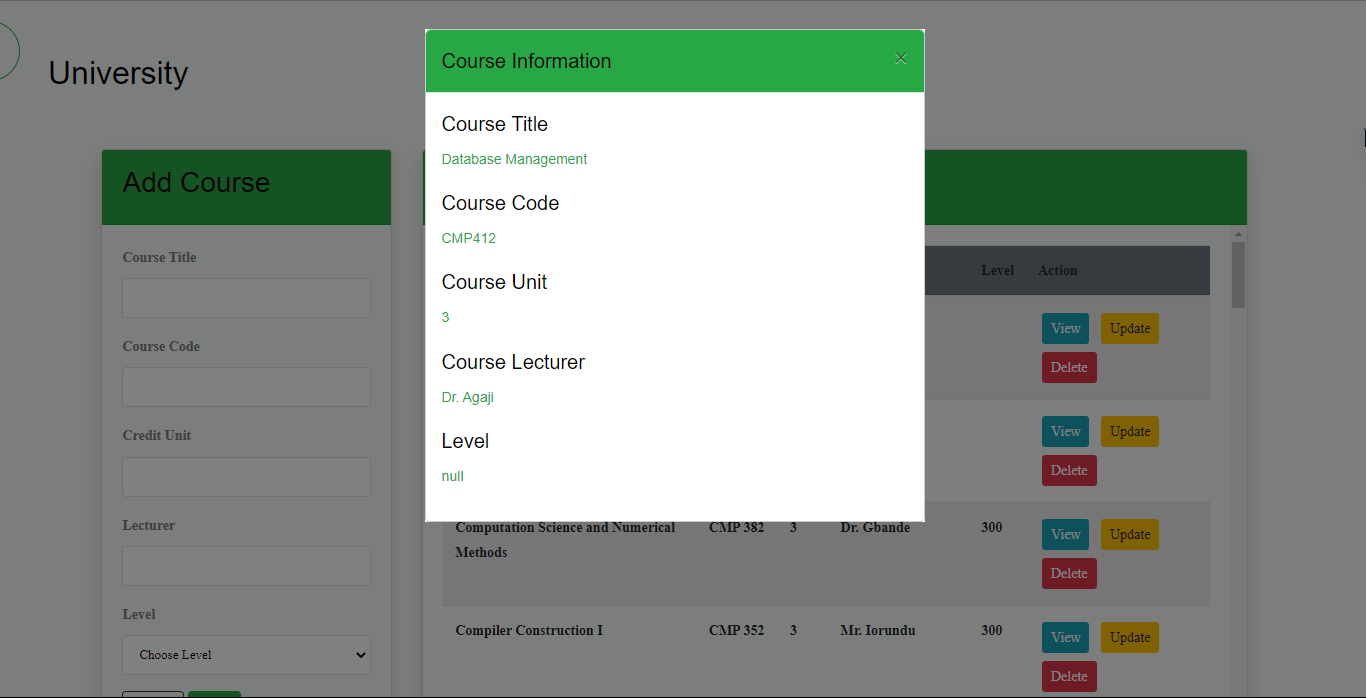 University
Course Information
×
Course Title
Database Management
Course Code
CMP412
Course Unit
3
Course Lecturer
Dr. Agaji
Level
null
Add Course
Course Title
Course Code
Credit Unit
Lecturer
Level
Choose Level
Level Action
View Update
Delete
View Update
Delete
Computation Science and Numerical
Methods
CMP 382 3 Dr. Gbande 300
View Update
Delete
Compiler Construction I CMP 352 3 Mr. Iorundu 300
View Update
Delete